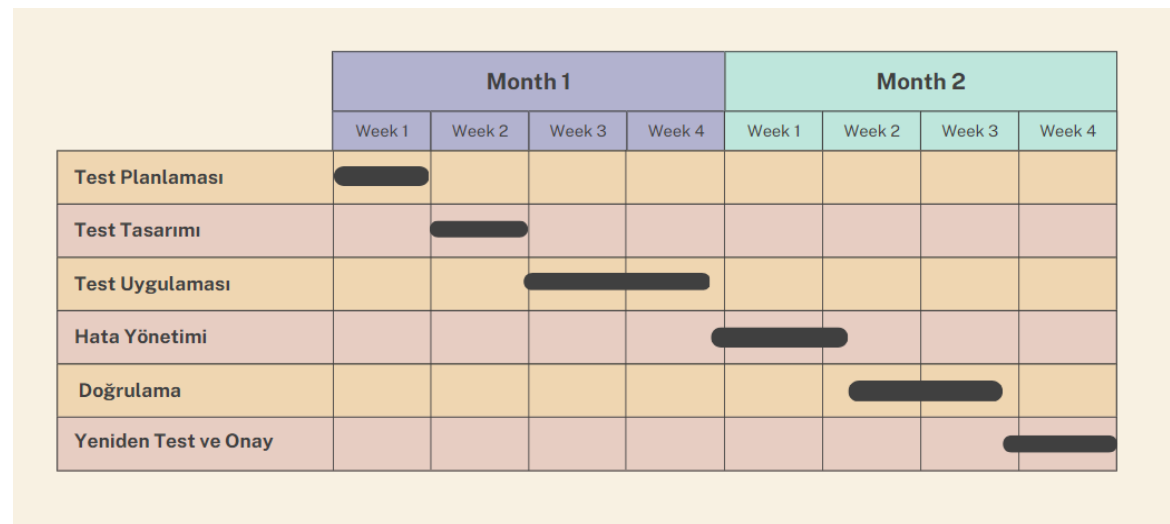 Month 1 Month 2
Week 1 Week 2 Week 3 Week 4 Week 1 Week 2 Week 3 Week 4
Test Planlaması
Test Tasarımı
Test Uygulaması
Hata Yönetimi
Doğrulama
Yeniden Test ve Onay